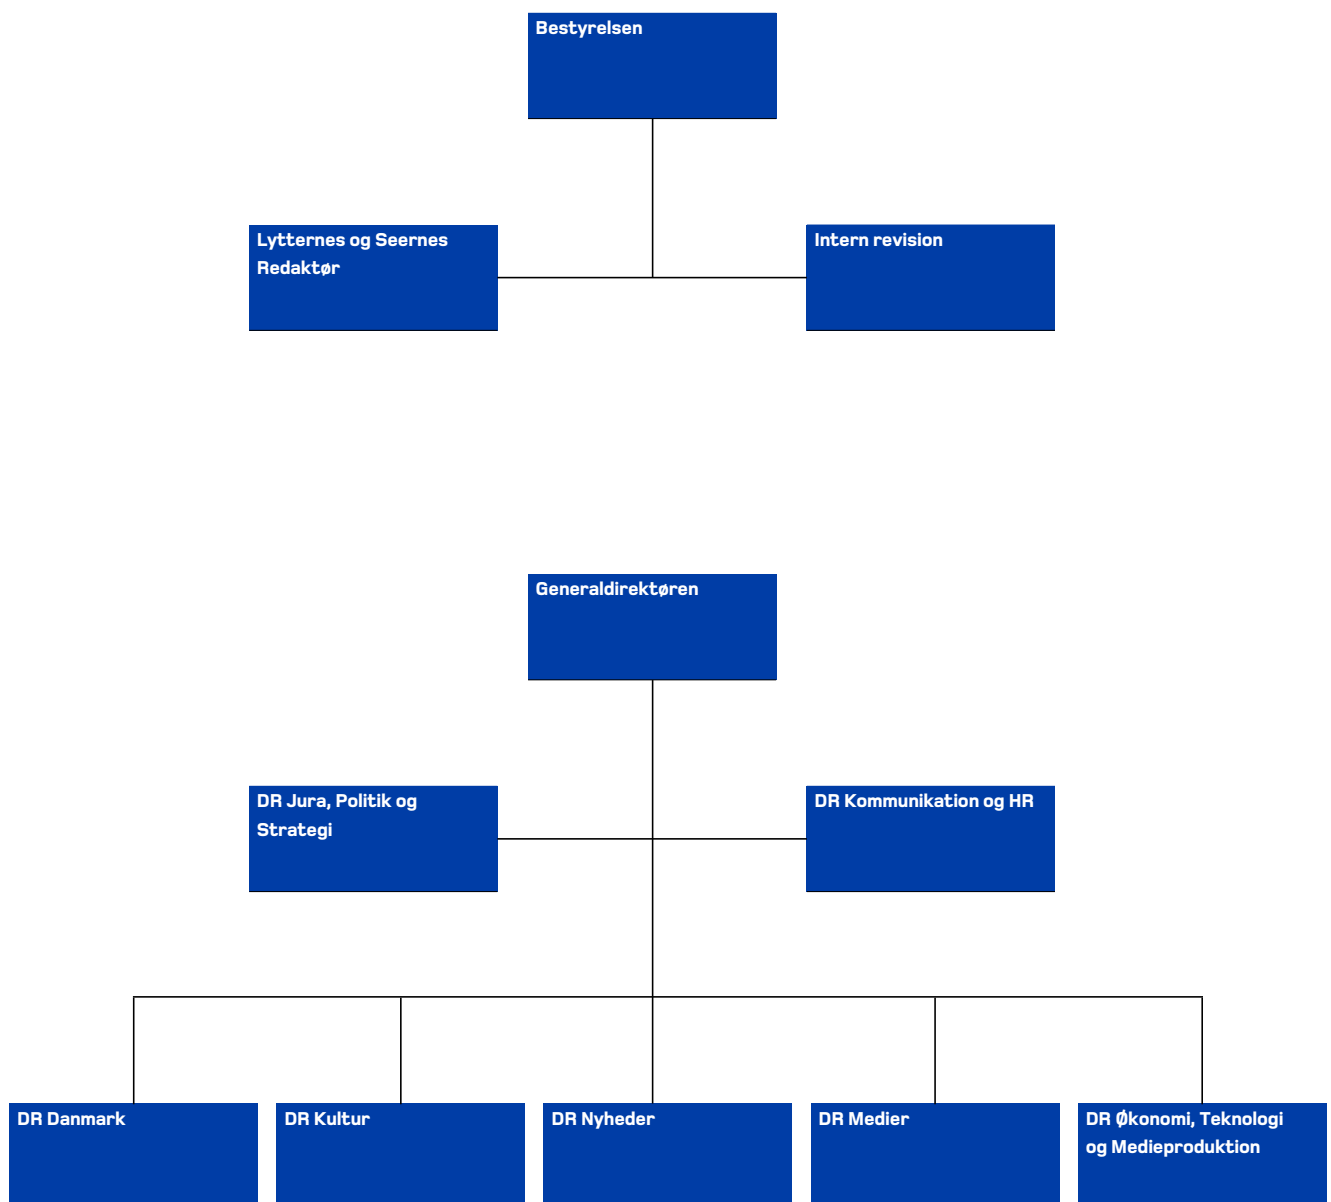 Bestyrelsen
Lytternes og Seernes
Redaktør
Intern revision
Generaldirektøren
DR Jura, Politik og
Strategi
DR Kommunikation og HR
DR Danmark
DR Kultur
DR Nyheder
DR Medier
DR Økonomi, Teknologi
og Medieproduktion